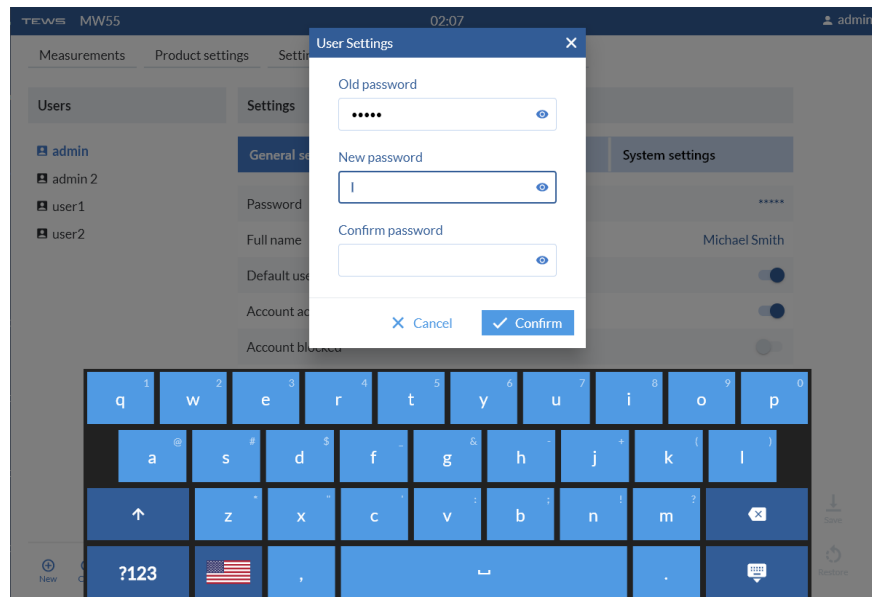 TEWS MW55 02:07 admin
Measurements Product settings
User Settings
Users Settings
Old password
•••••
admin
admin 2
user1
user2
General se
System settings
New password
Password *****
Full name Michael Smith
Confirm password
Default use
Account ac
Account blocked
Cancel Confirm
q 1 w 2 e 3 r 4 t 5 y 6 u 7 i 8 o 9 p 0
a @ s # d $ f _ g & h - j + k ( l )
z * x " c ' v : b ; n ! m ?
?123 , .
New
Save
Restore